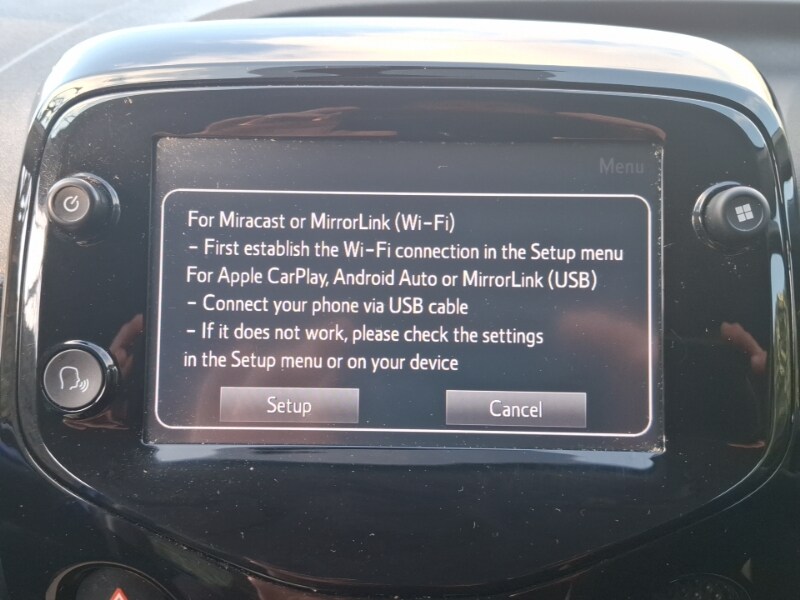 Menu
For Miracast or MirrorLink (Wi-Fi)
- First establish the Wi-Fi connection in the Setup menu
For Apple CarPlay, Android Auto or MirrorLink (USB)
- Connect your phone via USB cable
- If it does not work, please check the settings
in the Setup menu or on your device
Setup
Cancel